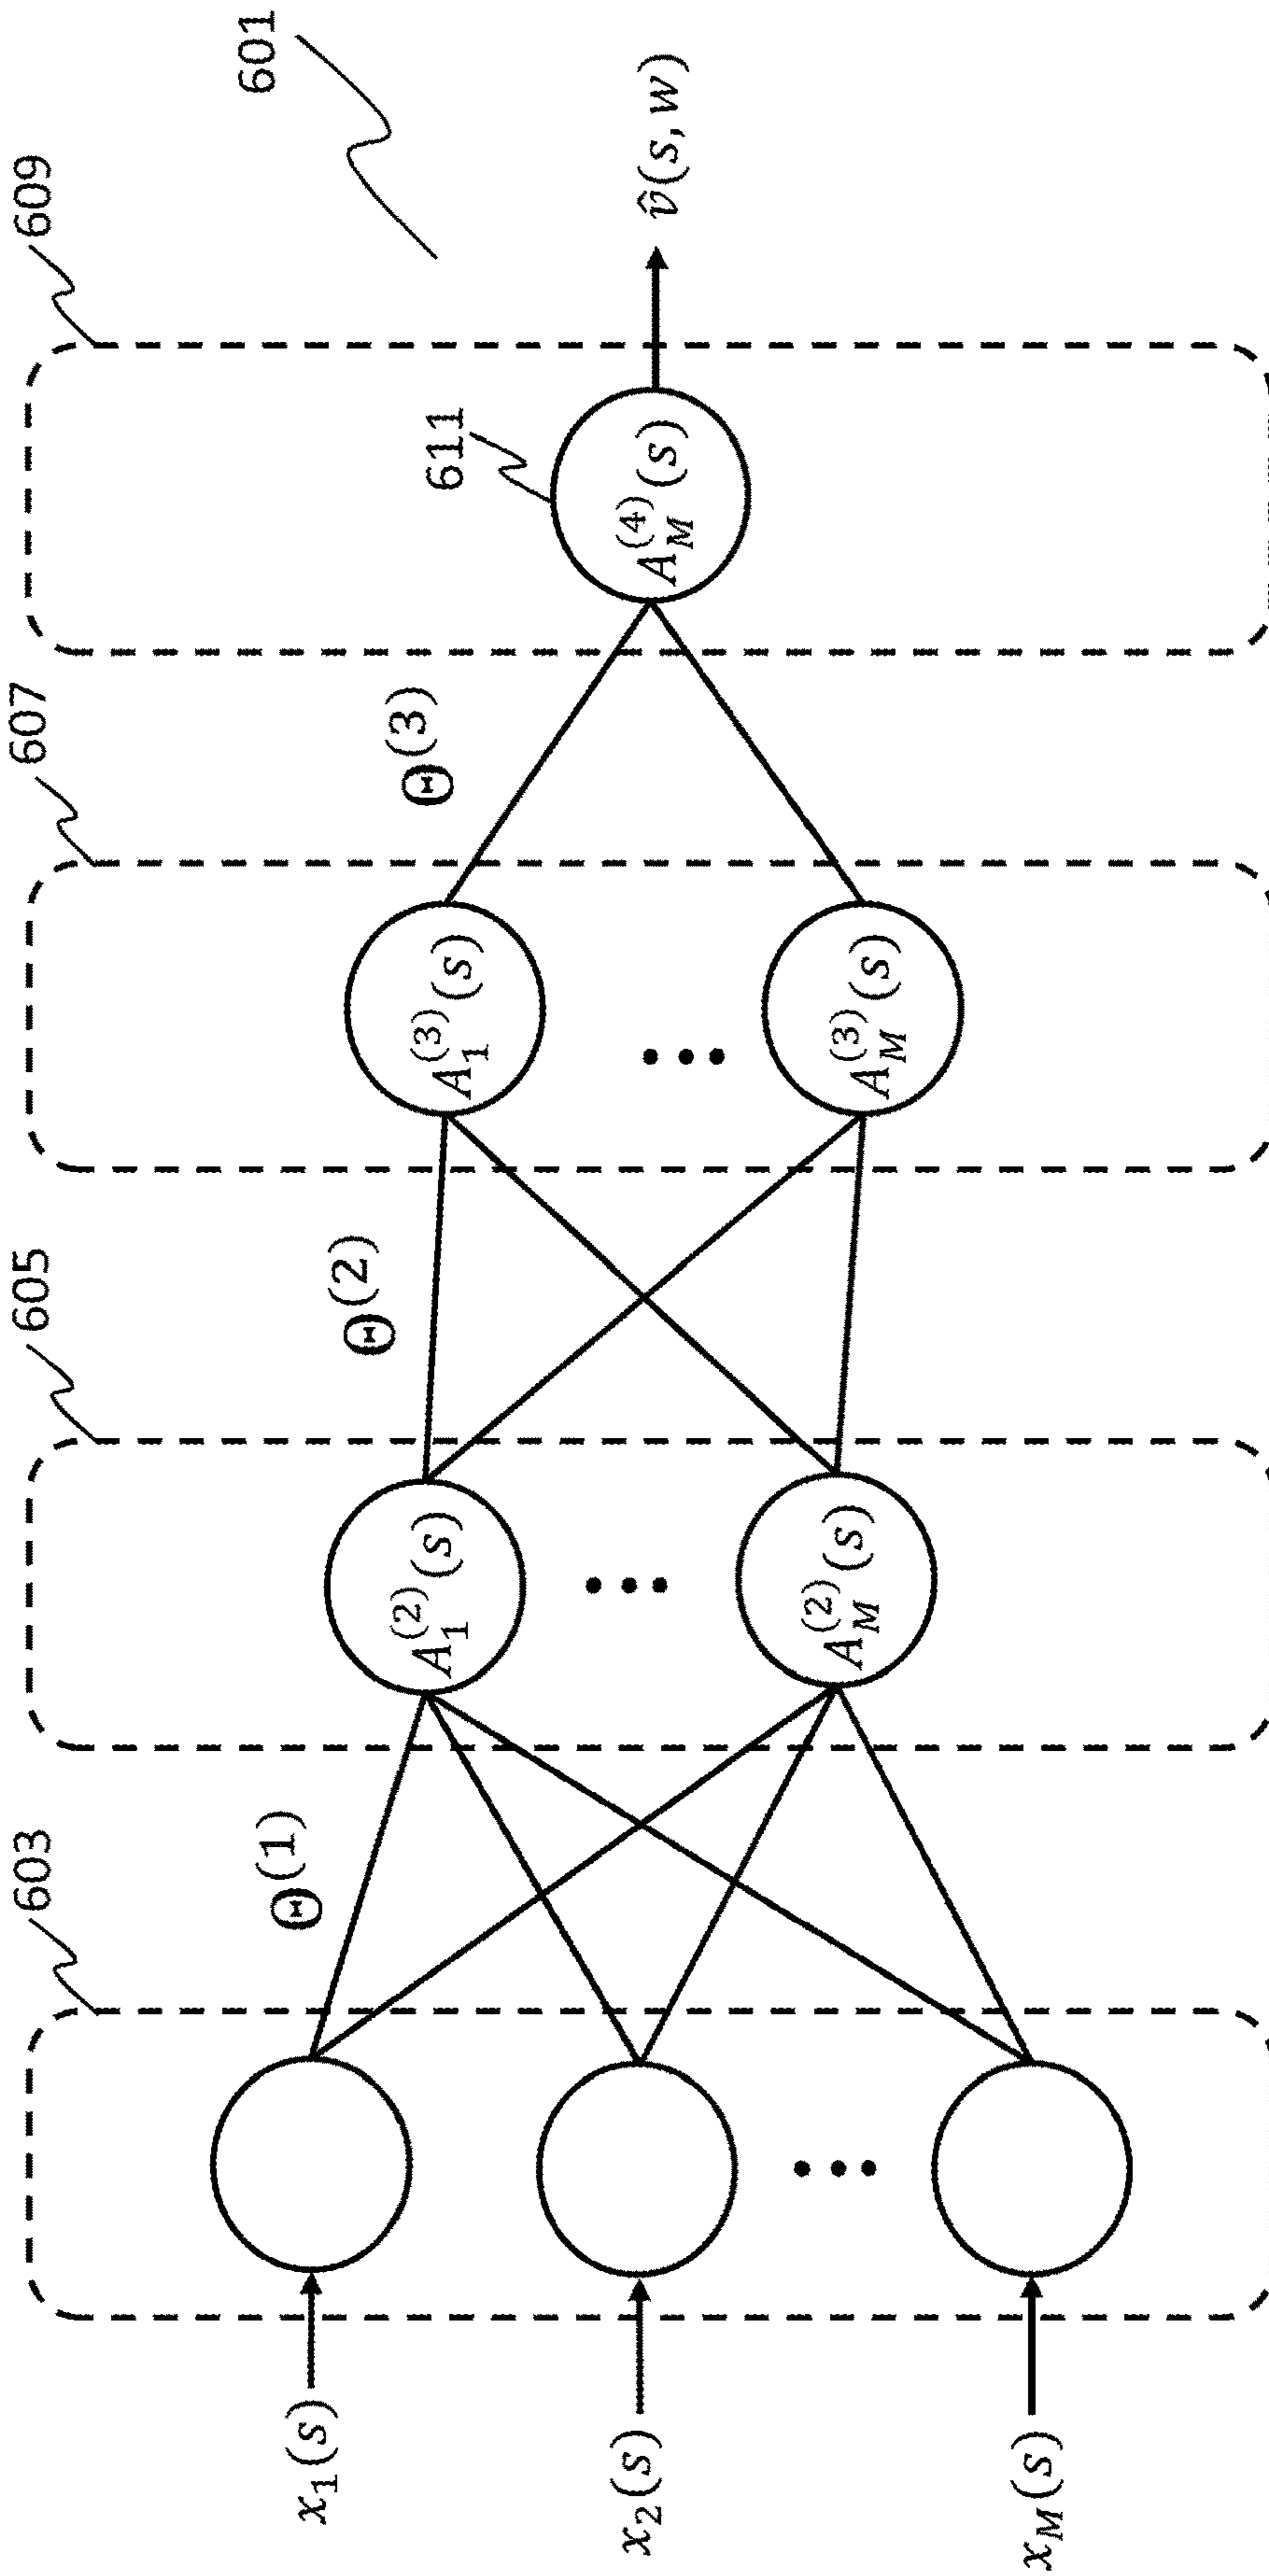 601
603
605
607
609
611
Θ^(1)
Θ^(2)
Θ^(3)
x_1(s)
x_2(s)
x_M(s)
A_1^(2)(s)
A_M^(2)(s)
A_1^(3)(s)
A_M^(3)(s)
A_M^(4)(s)
v̂(s, w)